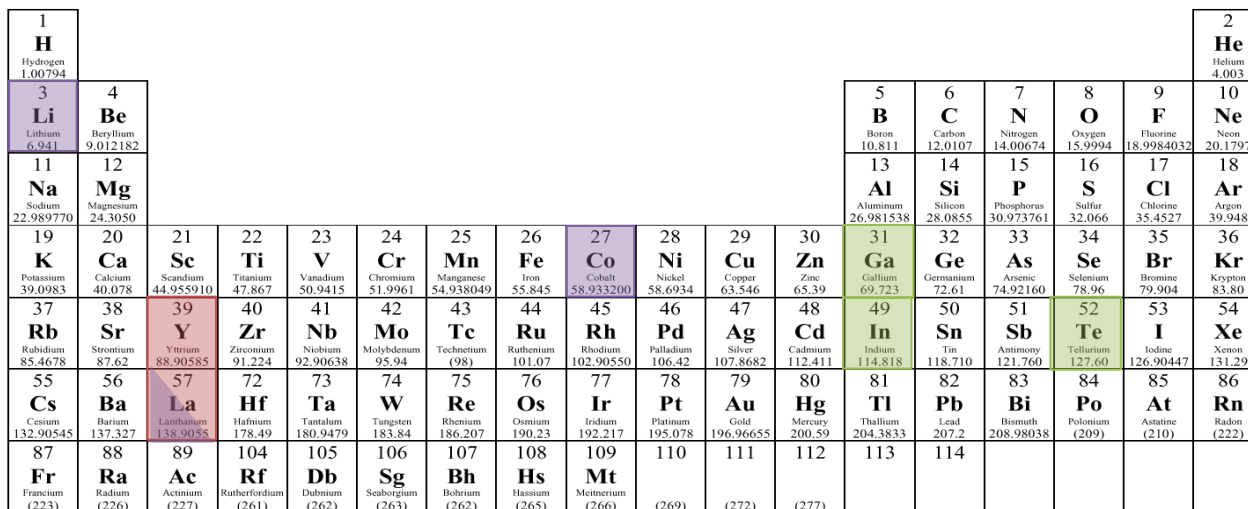 1 2
H He
Hydrogen Helium
1.00794 4.003
3 4 5 6 7 8 9 10
Li Be B C N O F Ne
Lithium Beryllium Boron Carbon Nitrogen Oxygen Fluorine Neon
6.941 9.012182 10.811 12.0107 14.00674 15.9994 18.9984032 20.1797
11 12 13 14 15 16 17 18
Na Mg Al Si P S Cl Ar
Sodium Magnesium Aluminum Silicon Phosphorus Sulfur Chlorine Argon
22.989770 24.3050 26.981538 28.0855 30.973761 32.066 35.4527 39.948
19 20 21 22 23 24 25 26 27 28 29 30 31 32 33 34 35 36
K Ca Sc Ti V Cr Mn Fe Co Ni Cu Zn Ga Ge As Se Br Kr
Potassium Calcium Scandium Titanium Vanadium Chromium Manganese Iron Cobalt Nickel Copper Zinc Gallium Germanium Arsenic Selenium Bromine Krypton
39.0983 40.078 44.955910 47.867 50.9415 51.9961 54.938049 55.845 58.933200 58.6934 63.546 65.39 69.723 72.61 74.92160 78.96 79.904 83.80
37 38 39 40 41 42 43 44 45 46 47 48 49 50 51 52 53 54
Rb Sr Y Zr Nb Mo Tc Ru Rh Pd Ag Cd In Sn Sb Te I Xe
Rubidium Strontium Yttrium Zirconium Niobium Molybdenum Technetium Ruthenium Rhodium Palladium Silver Cadmium Indium Tin Antimony Tellurium Iodine Xenon
85.4678 87.62 88.90585 91.224 92.90638 95.94 (98) 101.07 102.90550 106.42 107.8682 112.411 114.818 118.710 121.760 127.60 126.90447 131.29
55 56 57 72 73 74 75 76 77 78 79 80 81 82 83 84 85 86
Cs Ba La Hf Ta W Re Os Ir Pt Au Hg Tl Pb Bi Po At Rn
Cesium Barium Lanthanum Hafnium Tantalum Tungsten Rhenium Osmium Iridium Platinum Gold Mercury Thallium Lead Bismuth Polonium Astatine Radon
132.90545 137.327 138.9055 178.49 180.9479 183.84 186.207 190.23 192.217 195.078 196.96655 200.59 204.3833 207.2 208.98038 (209) (210) (222)
87 88 89 104 105 106 107 108 109 110 111 112 113 114
Fr Ra Ac Rf Db Sg Bh Hs Mt
Francium Radium Actinium Rutherfordium Dubnium Seaborgium Bohrium Hassium Meitnerium
(223) (226) (227) (261) (262) (263) (262) (265) (266) (269) (272) (277)